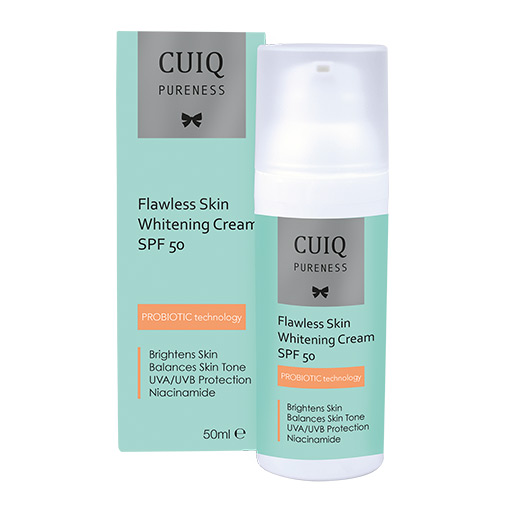 CUIQ
PURENESS
Flawless Skin
Whitening Cream
SPF 50
PROBIOTIC technology
Brightens Skin
Balances Skin Tone
UVA/UVB Protection
Niacinamide
50ml ℮
CUIQ
PURENESS
Flawless Skin
Whitening Cream
SPF 50
PROBIOTIC technology
Brightens Skin
Balances Skin Tone
UVA/UVB Protection
Niacinamide